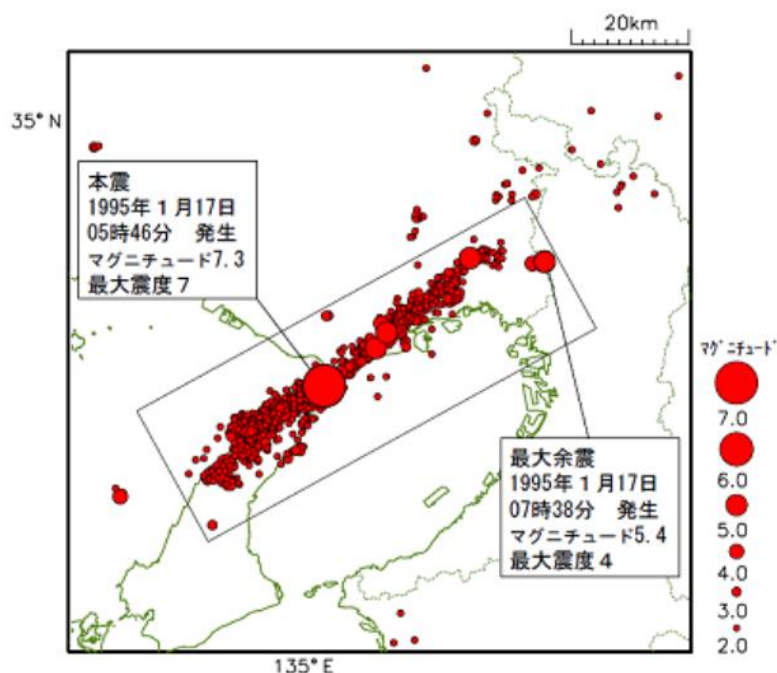 20km
35°N
本震
1995年1月17日
05時46分 発生
マグニチュード7.3
最大震度7
マグニチュード
7.0
6.0
5.0
4.0
3.0
2.0
最大余震
1995年1月17日
07時38分 発生
マグニチュード5.4
最大震度4
135°E